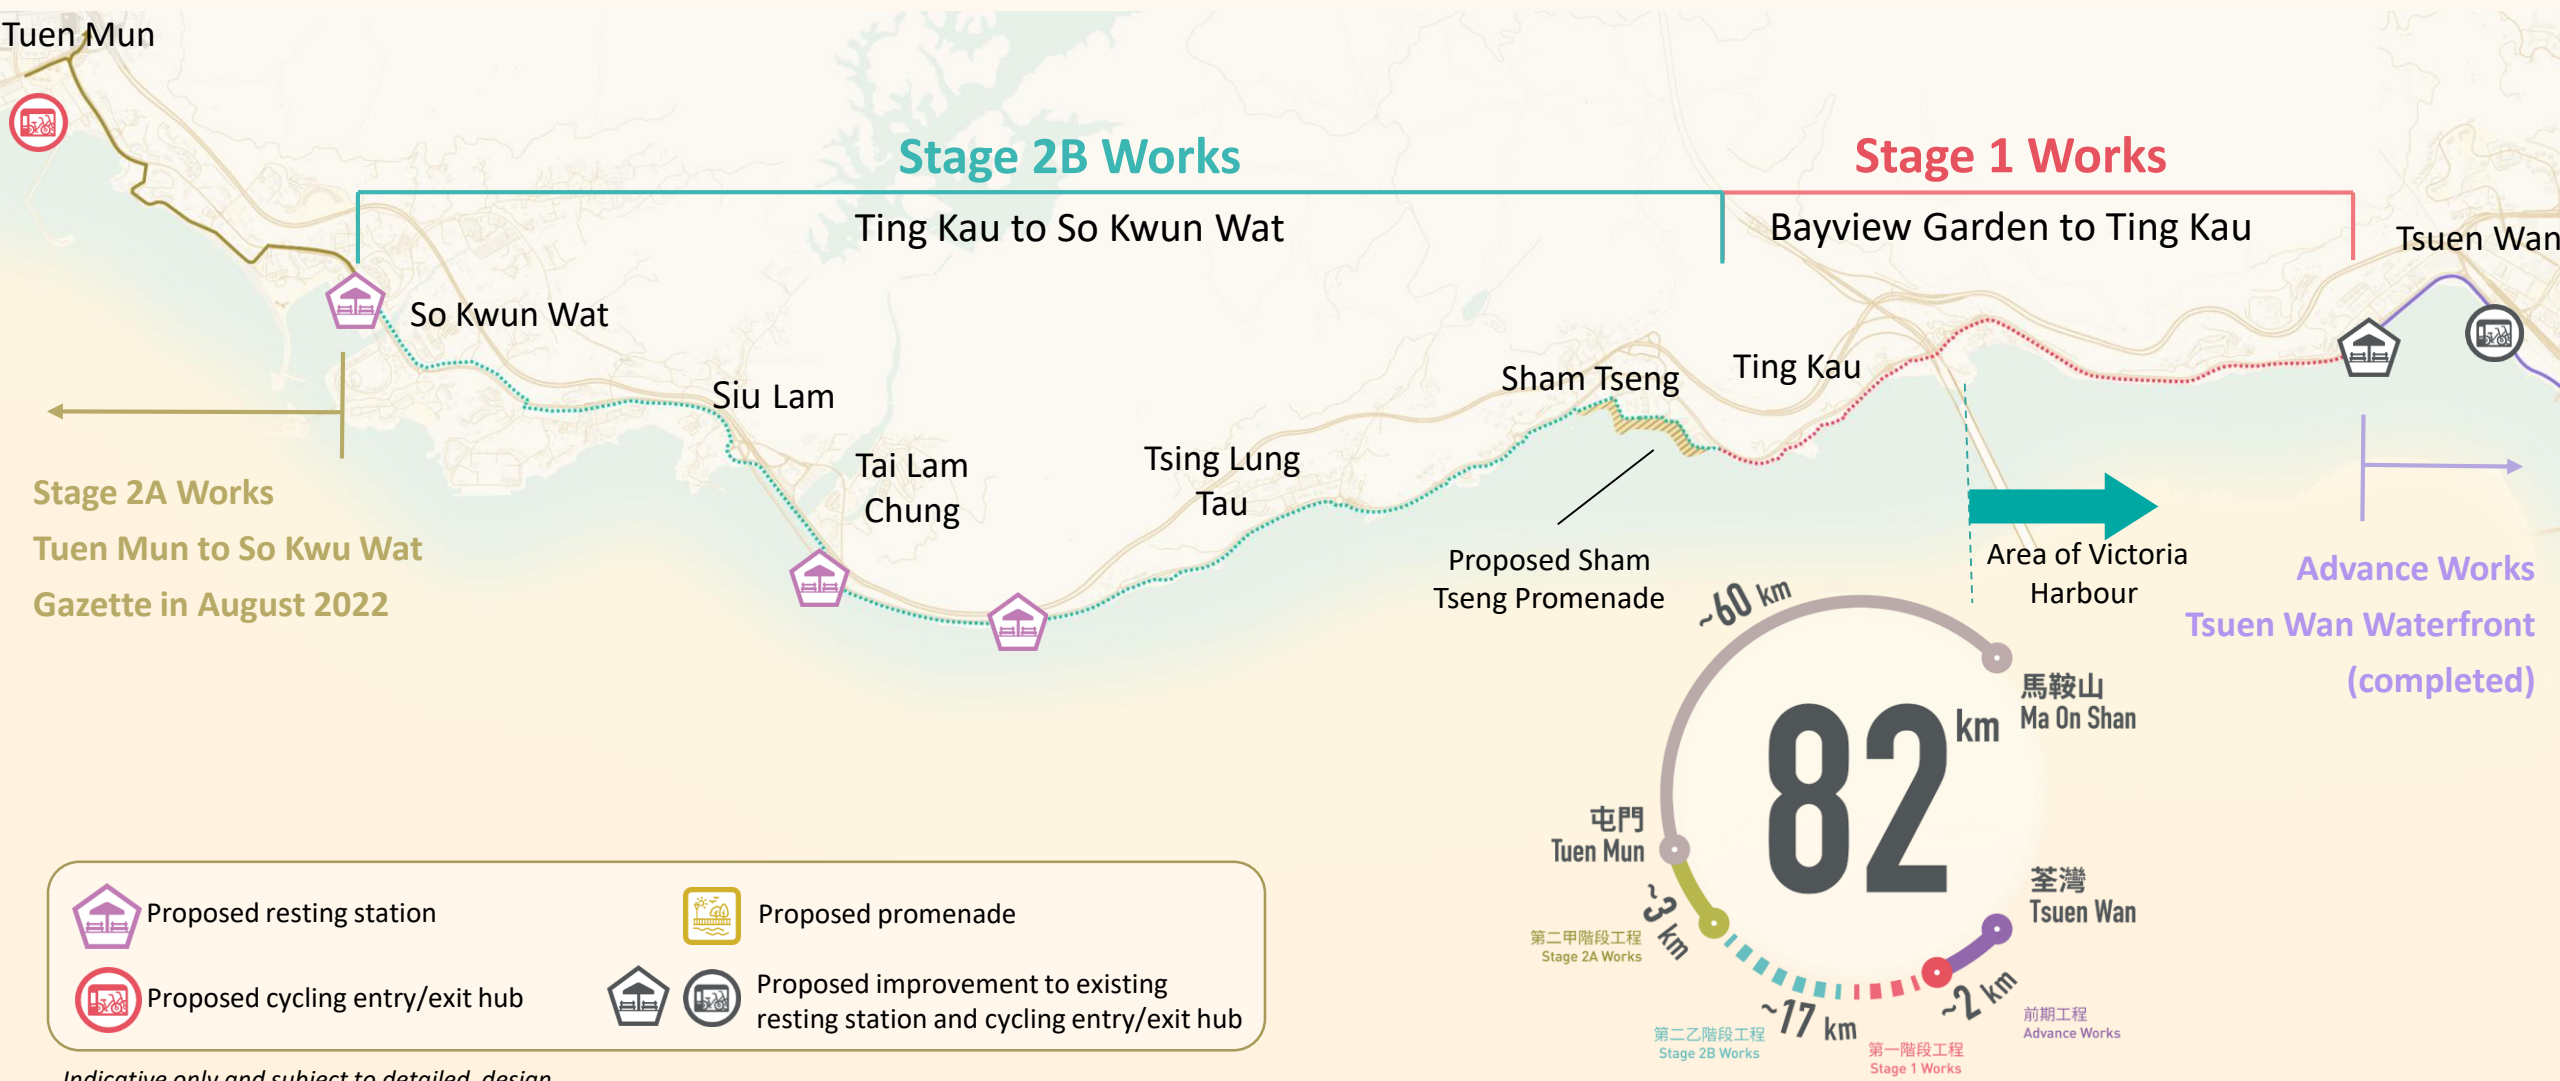 Tuen Mun
Stage 2B Works
Stage 1 Works
Ting Kau to So Kwun Wat
Bayview Garden to Ting Kau
Tsuen Wan
So Kwun Wat
Siu Lam
Tai Lam
Chung
Tsing Lung
Tau
Sham Tseng
Ting Kau
Stage 2A Works
Tuen Mun to So Kwu Wat
Gazette in August 2022
Proposed Sham
Tseng Promenade
Area of Victoria
Harbour
Advance Works
Tsuen Wan Waterfront
(completed)
~60 km
82 km
馬鞍山
Ma On Shan
屯門
Tuen Mun
荃灣
Tsuen Wan
~3 km
第二甲階段工程
Stage 2A Works
~17 km
第二乙階段工程
Stage 2B Works
第一階段工程
Stage 1 Works
~2 km
前期工程
Advance Works
Proposed resting station
Proposed promenade
Proposed cycling entry/exit hub
Proposed improvement to existing
resting station and cycling entry/exit hub
Indicative only and subject to detailed design